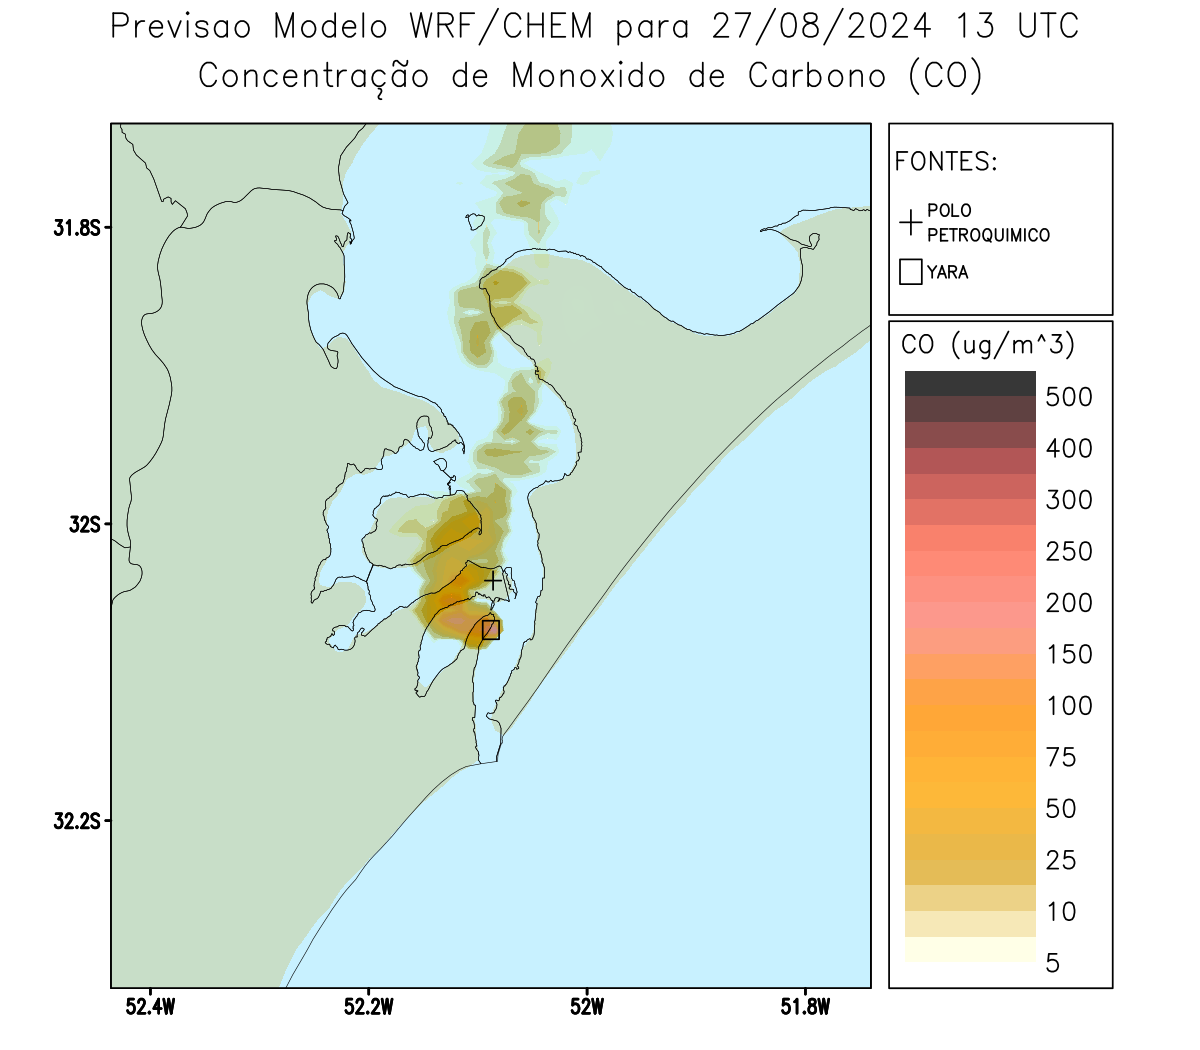 Previsao Modelo WRF/CHEM para 27/08/2024 13 UTC
Concentração de Monoxido de Carbono (CO)
FONTES:
POLO
PETROQUIMICO
YARA
CO (ug/m^3)
500
400
300
250
200
150
100
75
50
25
10
5
31.8S
32S
32.2S
52.4W
52.2W
52W
51.8W